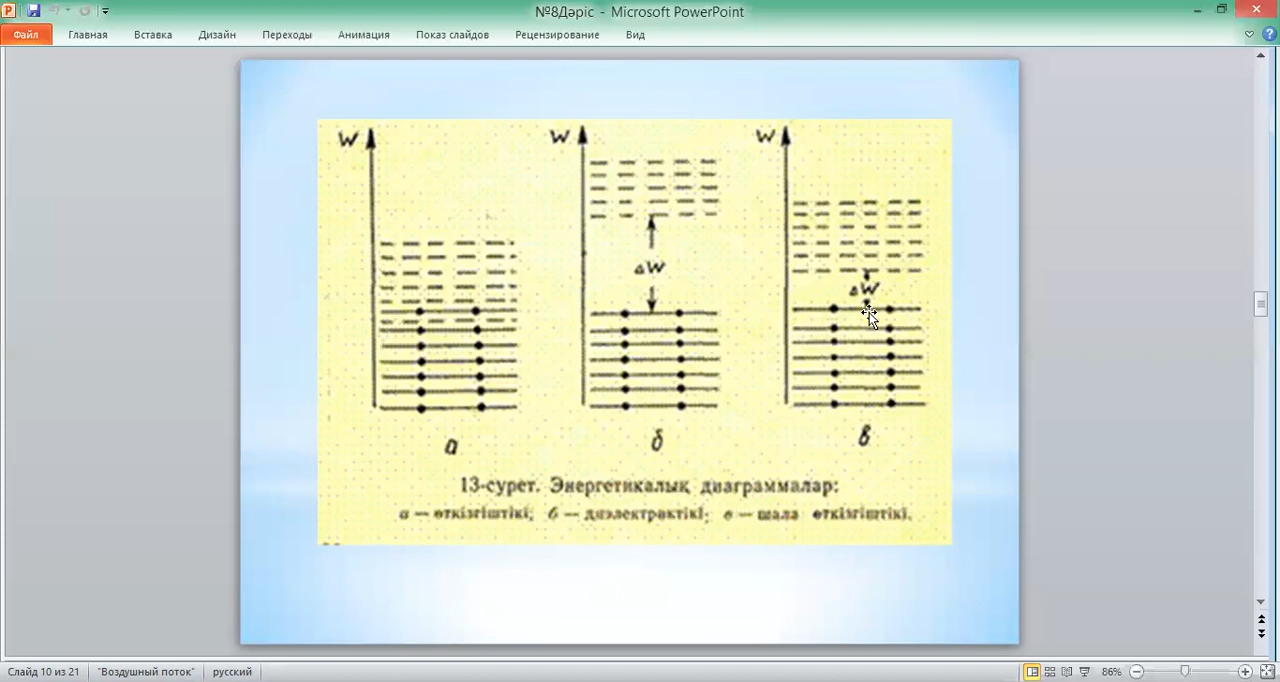 №8Дәріс - Microsoft PowerPoint
Файл Главная Вставка Дизайн Переходы Анимация Показ слайдов Рецензирование Вид
W W W
ΔW
ΔW
а б в
13-сурет. Энергетикалық диаграммалар:
а — өткізгіштікі; б — диэлектрактікі; в — шала өткізгіштікі.
Слайд 10 из 21 "Воздушный поток" русский 86%